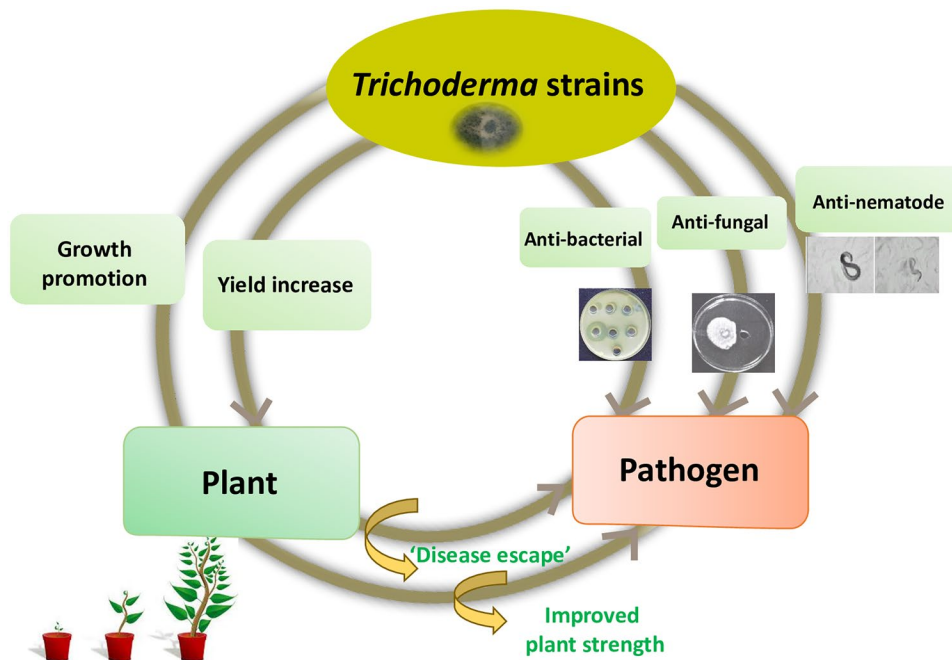 Trichoderma strains
Anti-nematode
Anti-fungal
Anti-bacterial
Growth
promotion
Yield increase
Plant
Pathogen
‘Disease escape’
Improved
plant strength